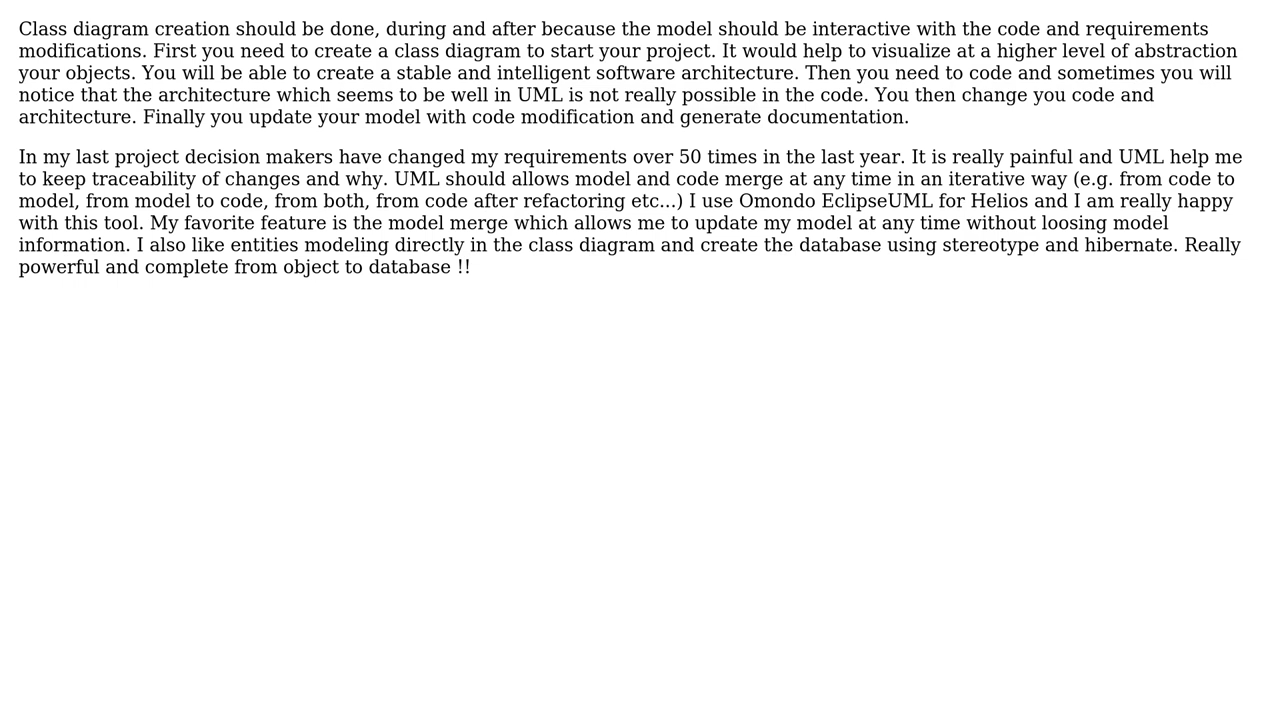 Class diagram creation should be done, during and after because the model should be interactive with the code and requirements
modifications. First you need to create a class diagram to start your project. It would help to visualize at a higher level of abstraction
your objects. You will be able to create a stable and intelligent software architecture. Then you need to code and sometimes you will
notice that the architecture which seems to be well in UML is not really possible in the code. You then change you code and
architecture. Finally you update your model with code modification and generate documentation.
In my last project decision makers have changed my requirements over 50 times in the last year. It is really painful and UML help me
to keep traceability of changes and why. UML should allows model and code merge at any time in an iterative way (e.g. from code to
model, from model to code, from both, from code after refactoring etc...) I use Omondo EclipseUML for Helios and I am really happy
with this tool. My favorite feature is the model merge which allows me to update my model at any time without loosing model
information. I also like entities modeling directly in the class diagram and create the database using stereotype and hibernate. Really
powerful and complete from object to database !!